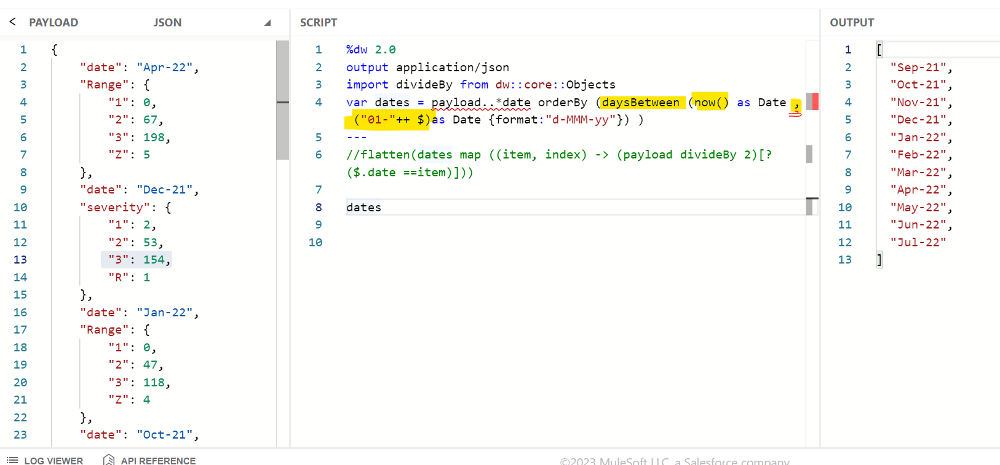 < PAYLOAD JSON
1 {
2 "date": "Apr-22",
3 "Range": {
4 "1": 0,
5 "2": 67,
6 "3": 198,
7 "Z": 5
8 },
9 "date": "Dec-21",
10 "severity": {
11 "1": 2,
12 "2": 53,
13 "3": 154,
14 "R": 1
15 },
16 "date": "Jan-22",
17 "Range": {
18 "1": 0,
19 "2": 47,
20 "3": 118,
21 "Z": 4
22 },
23 "date": "Oct-21",
SCRIPT
1 %dw 2.0
2 output application/json
3 import divideBy from dw::core::Objects
4 var dates = payload..*date orderBy (daysBetween (now() as Date ,
("01-"++ $)as Date {format:"d-MMM-yy"}) )
5 ---
6 //flatten(dates map ((item, index) -> (payload divideBy 2)[?
($.date ==item)]))
7
8 dates
9
10
OUTPUT
1 [
2 "Sep-21",
3 "Oct-21",
4 "Nov-21",
5 "Dec-21",
6 "Jan-22",
7 "Feb-22",
8 "Mar-22",
9 "Apr-22",
10 "May-22",
11 "Jun-22",
12 "Jul-22"
13 ]
LOG VIEWER API REFERENCE
©2023 MuleSoft LLC, a Salesforce company